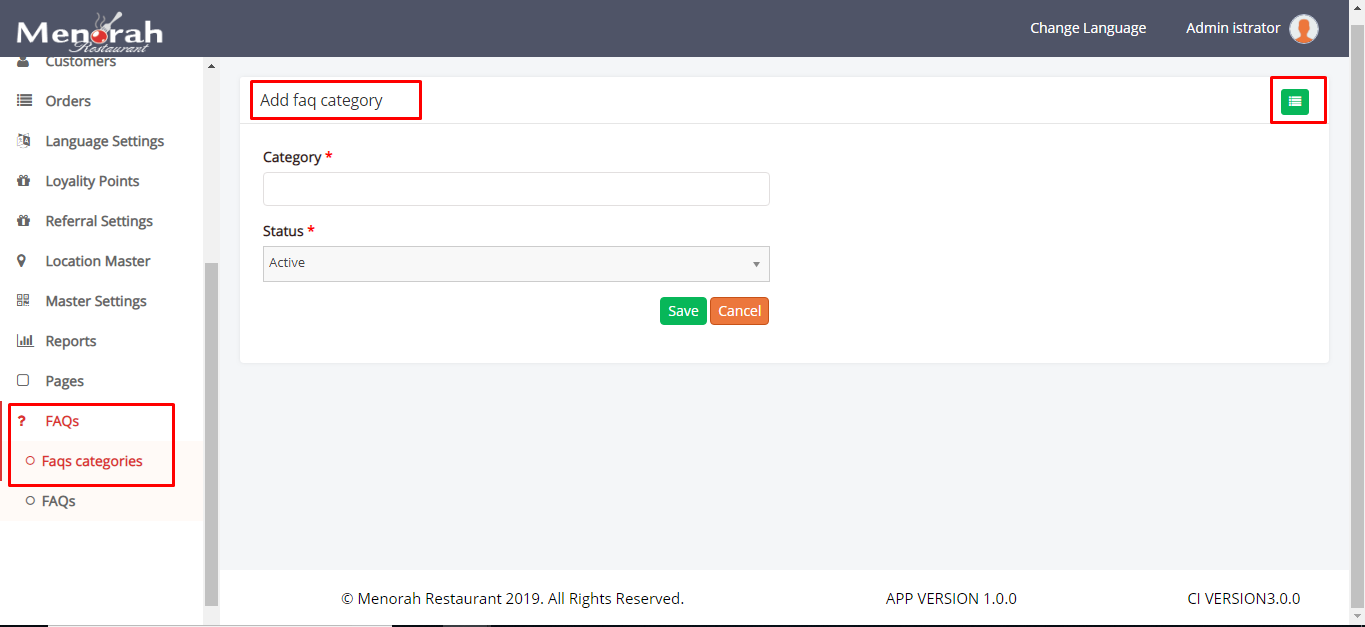 Menorah
Restaurant
Change Language
Admin istrator
Customers
Orders
Language Settings
Loyality Points
Referral Settings
Location Master
Master Settings
Reports
Pages
? FAQs
Faqs categories
FAQs
Add faq category
Category *
Status *
Active
Save Cancel
© Menorah Restaurant 2019. All Rights Reserved. APP VERSION 1.0.0 CI VERSION3.0.0